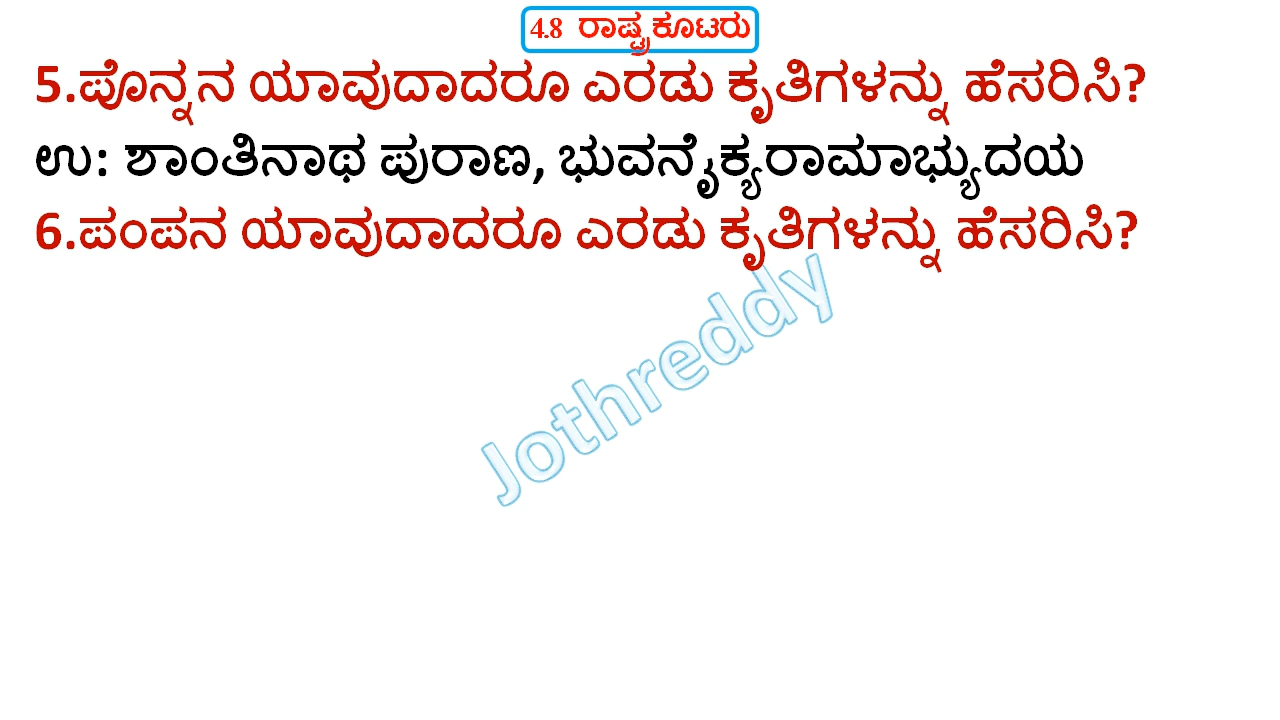 4.8 ರಾಷ್ಟ್ರಕೂಟರು
5.ಪೊನ್ನನ ಯಾವುದಾದರೂ ಎರಡು ಕೃತಿಗಳನ್ನು ಹೆಸರಿಸಿ?
ಉ: ಶಾಂತಿನಾಥ ಪುರಾಣ, ಭುವನೈಕ್ಯರಾಮಾಭ್ಯುದಯ
6.ಪಂಪನ ಯಾವುದಾದರೂ ಎರಡು ಕೃತಿಗಳನ್ನು ಹೆಸರಿಸಿ?
Jothreddy